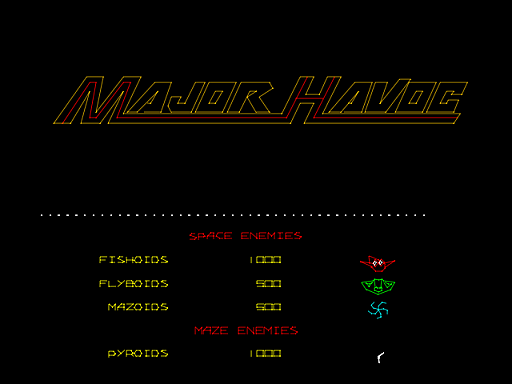 MAJOR HAVOC
SPACE ENEMIES
FISHOIDS 1000
FLYBOIDS 500
MAZOIDS 500
MAZE ENEMIES
PYROIDS 1000